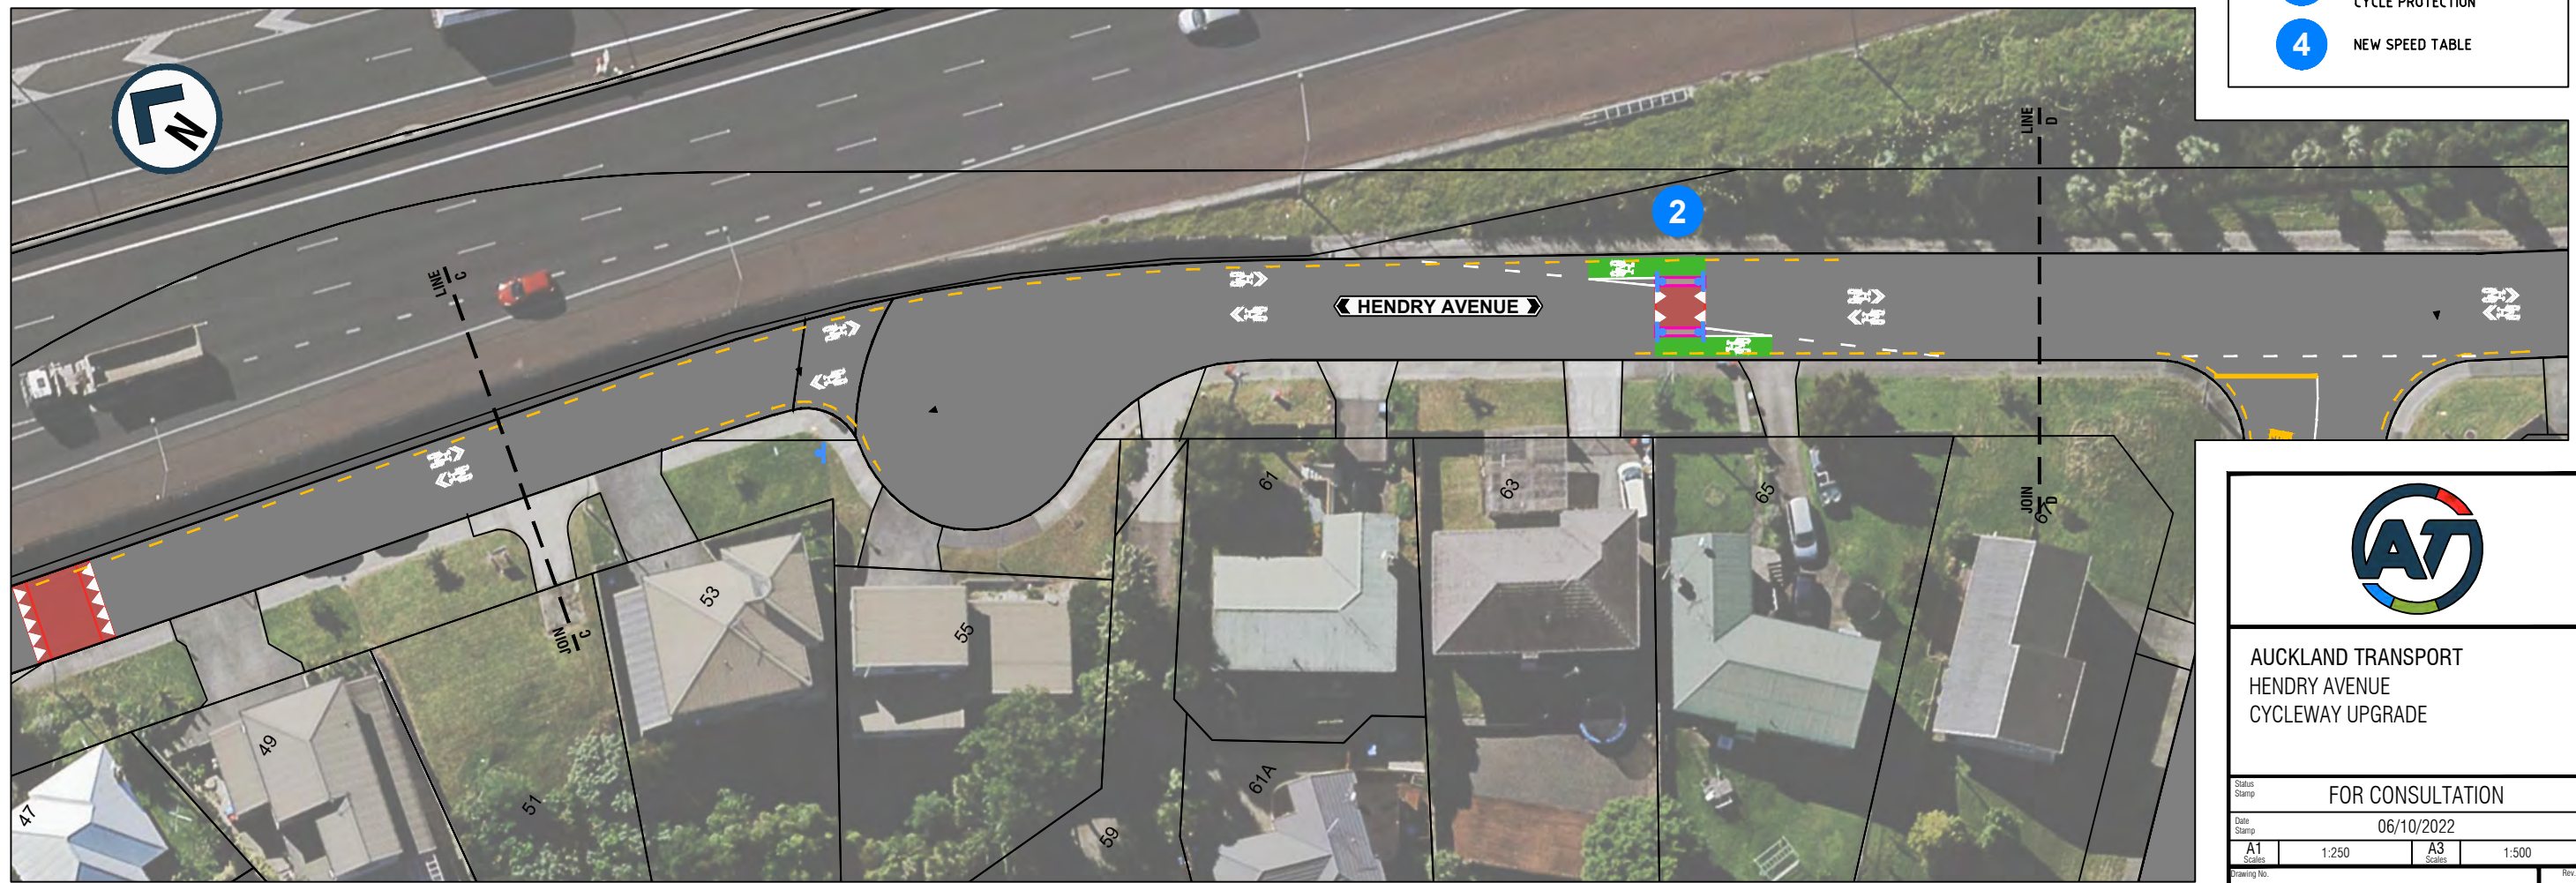 CYCLE PROTECTION
4
NEW SPEED TABLE
N
LINE
D
2
LINE
C
HENDRY AVENUE
61
63
65
JOIN
D
67
53
55
JOIN
C
49
51
47
61A
59
AT
AUCKLAND TRANSPORT
HENDRY AVENUE
CYCLEWAY UPGRADE
Status
Stamp
FOR CONSULTATION
Date
Stamp
06/10/2022
A1
Scales
1:250
A3
Scales
1:500
Drawing No.
Rev.